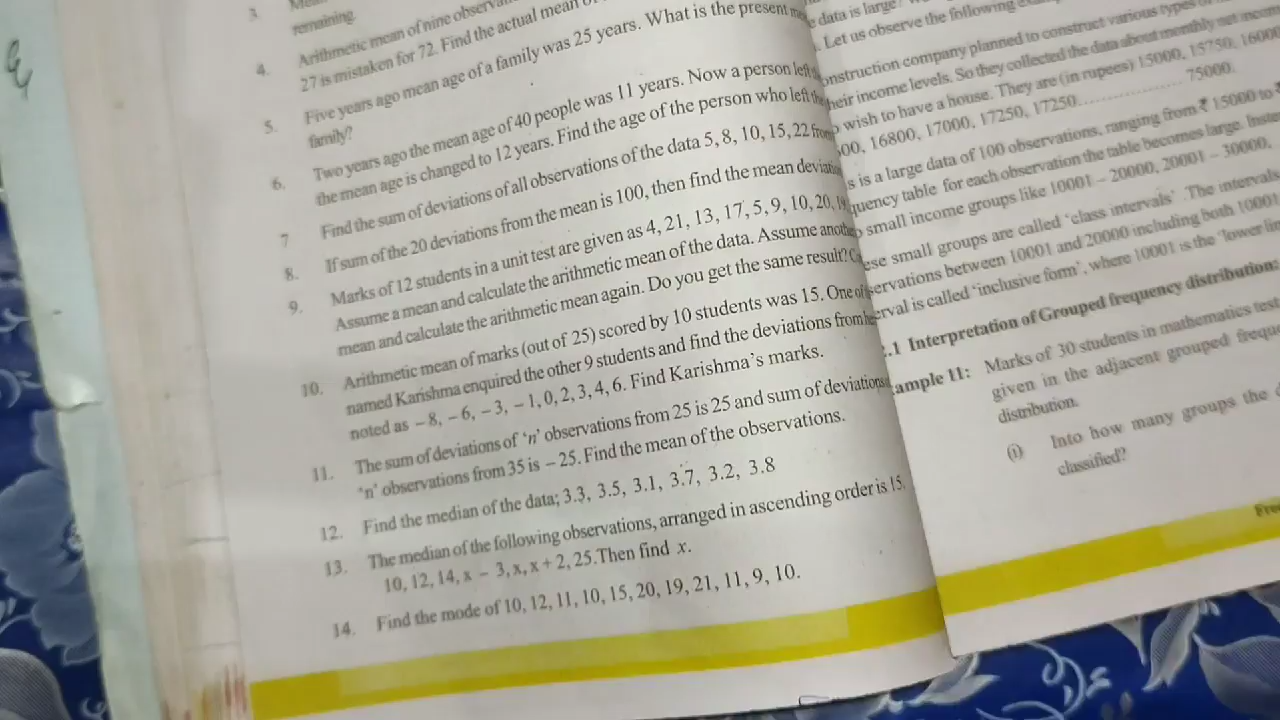 3.
remaining.
4. Arithmetic mean of nine
27 is mistaken for 72. Find the actual mean
5. Five years ago mean age of a family was 25 years. What is the present
family?
6. Two years ago the mean age of 40 people was 11 years. Now a person left
the mean age is changed to 12 years. Find the age of the person who left the
7 Find the sum of deviations of all observations of the data 5, 8, 10, 15, 22 from
8. If sum of the 20 deviations from the mean is 100, then find the mean
9. Marks of 12 students in a unit test are given as 4, 21, 13, 17, 5, 9, 10, 20,
Assume a mean and calculate the arithmetic mean of the data. Assume another
mean and calculate the arithmetic mean again. Do you get the same result?
10. Arithmetic mean of marks (out of 25) scored by 10 students was 15. One of
named Karishma enquired the other 9 students and find the deviations from
noted as – 8, – 6, – 3, – 1, 0, 2, 3, 4, 6. Find Karishma's marks.
11. The sum of deviations of 'n' observations from 25 is 25 and sum of deviations
'n' observations from 35 is – 25. Find the mean of the observations.
12. Find the median of the data; 3.3, 3.5, 3.1, 3.7, 3.2, 3.8
13. The median of the following observations, arranged in ascending order is 15.
10, 12, 14, x – 3, x, x + 2, 25.Then find x.
14. Find the mode of 10, 12, 11, 10, 15, 20, 19, 21, 11, 9, 10.
data is large?
Let us observe the following
construction company planned to construct various types
their income levels. So they collected the data about monthly net
wish to have a house. They are (in rupees) 15000, 15750, 16000
16800, 17000, 17250, 17250....................... 75000.
is a large data of 100 observations, ranging from ₹ 15000 to
table for each observation the table becomes large.
small income groups like 10001 – 20000, 20001 – 30000,
small groups are called 'class intervals'. The intervals
between 10001 and 20000 including both 10001
is called 'inclusive form', where 10001 is the 'lower
.1 Interpretation of Grouped frequency distribution:
ample 11: Marks of 30 students in mathematics test
given in the adjacent grouped
distribution.
(i) Into how many groups the
classified?